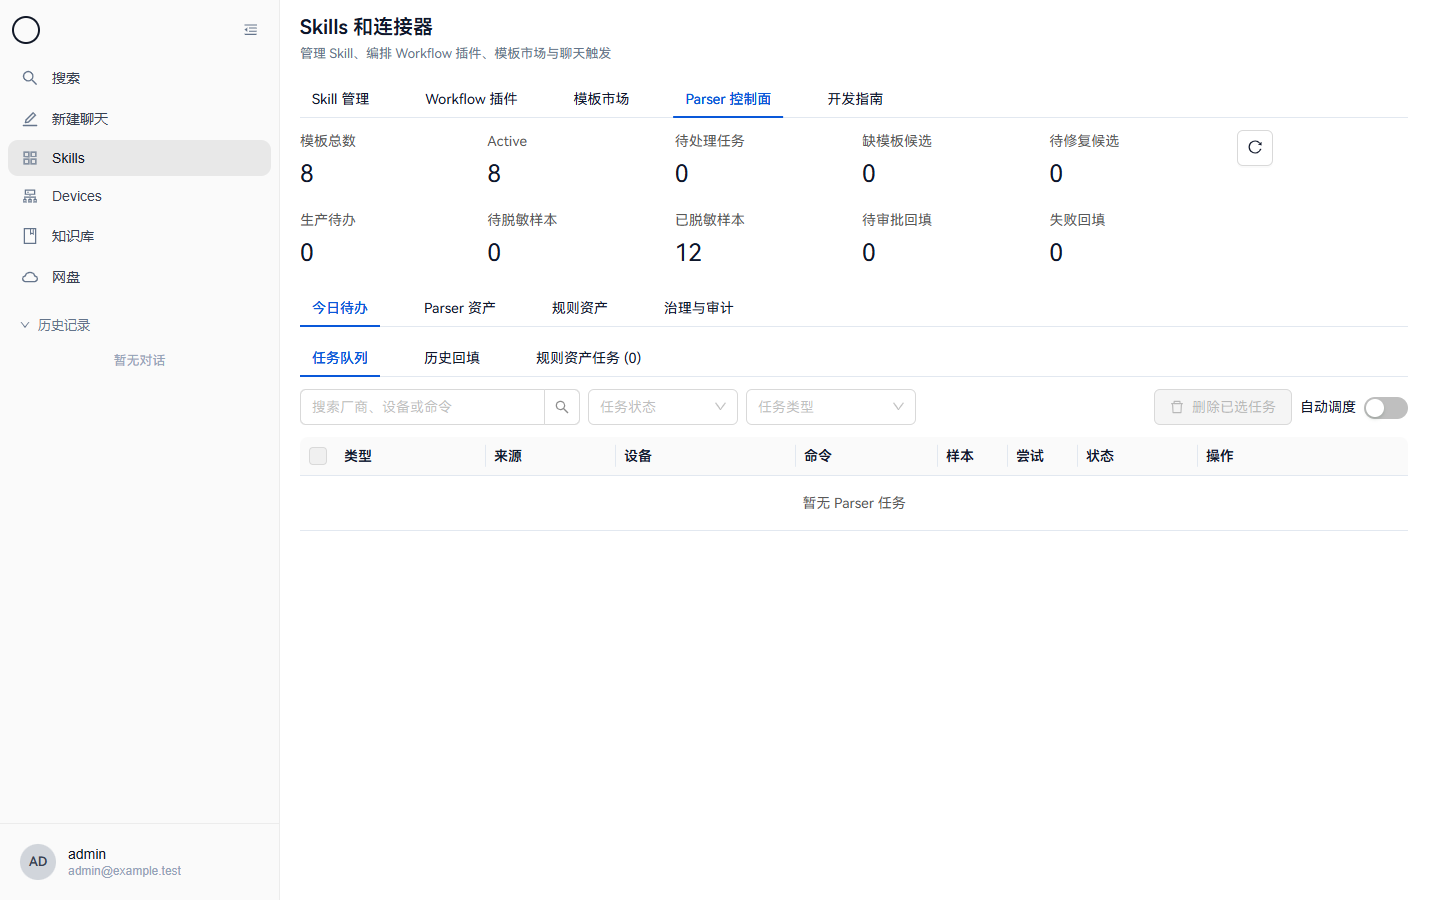 搜索
新建聊天
Skills
Devices
知识库
网盘
历史记录
暂无对话
AD
admin
admin@example.test
Skills 和连接器
管理 Skill、编排 Workflow 插件、模板市场与聊天触发
Skill 管理
Workflow 插件
模板市场
Parser 控制面
开发指南
模板总数
Active
待处理任务
缺模板候选
待修复候选
8
8
0
0
0
生产待办
待脱敏样本
已脱敏样本
待审批回填
失败回填
0
0
12
0
0
今日待办
Parser 资产
规则资产
治理与审计
任务队列
历史回填
规则资产任务 (0)
搜索厂商、设备或命令
任务状态
任务类型
删除已选任务
自动调度
类型
来源
设备
命令
样本
尝试
状态
操作
暂无 Parser 任务